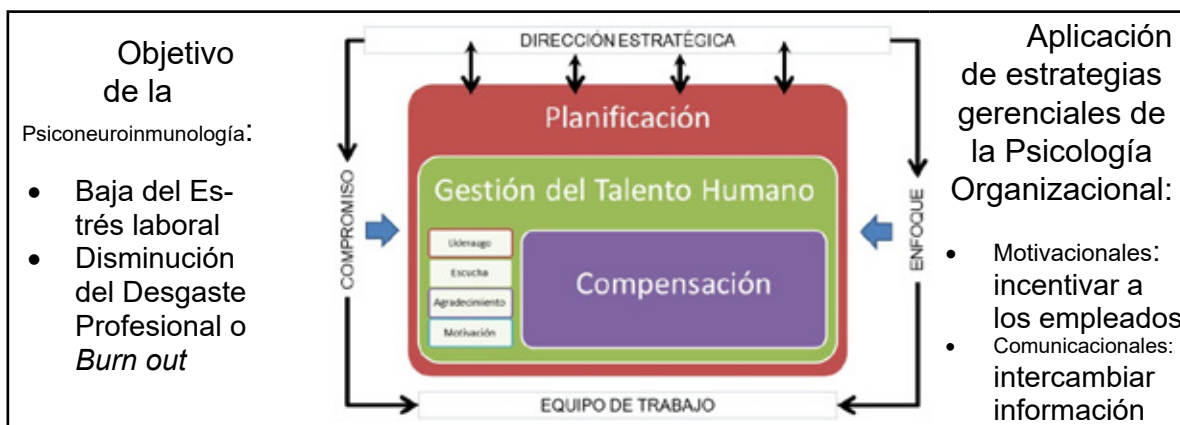 Objetivo
de la
Psiconeuroinmunología:
• Baja del Es-
trés laboral
• Disminución
del Desgaste
Profesional o
Burn out
DIRECCIÓN ESTRATÉGICA
Planificación
Gestión del Talento Humano
Liderazgo
Escucha
Agradecimiento
Motivación
Compensación
COMPROMISO
ENFOQUE
EQUIPO DE TRABAJO
Aplicación
de estrategias
gerenciales de
la Psicología
Organizacional:
• Motivacionales:
incentivar a
los empleados
• Comunicacionales:
intercambiar
información